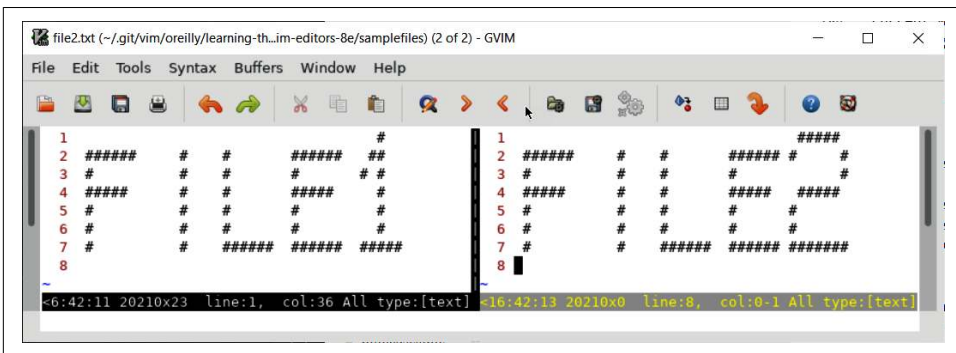 file2.txt (~/.git/vim/oreilly/learning-th...im-editors-8e/samplefiles) (2 of 2) - GVIM
File Edit Tools Syntax Buffers Window Help
1                                           #
2 ######      #     #         ######   ##
3 #           #     #         #       # #
4 #####       #     #         #####     #
5 #           #     #         #         #
6 #           #     #         #         #
7 #           #     ######    ######  #####
8
~
<6:42:11 20210x23 line:1, col:36 All type:[text]
1                                       #####
2 ######      #     #         ###### #     #
3 #           #     #         #            #
4 #####       #     #         #####   #####
5 #           #     #         #      #
6 #           #     #         #      #
7 #           #     ######    ###### #######
8
~
<16:42:13 20210x0 line:8, col:0-1 All type:[text]